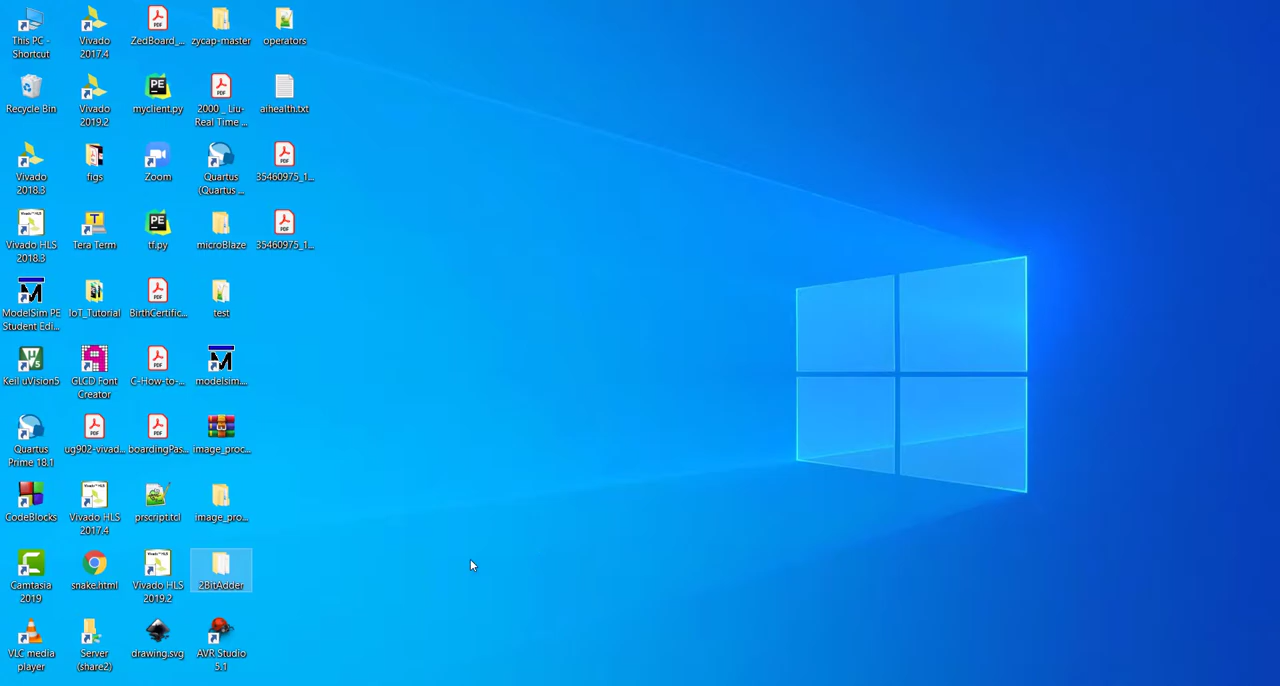 This PC -
Shortcut
Vivado
2017.4
ZedBoard_...
zycap-master
operators
Recycle Bin
Vivado
2019.2
myclient.py
2000 _ Liu-
Real Time ...
aihealth.txt
Vivado
2018.3
figs
Zoom
Quartus
(Quartus ...
35460975_1...
Vivado HLS
2018.3
Tera Term
tf.py
microBlaze
35460975_1...
ModelSim PE
Student Edi...
IoT_Tutorial
BirthCertific...
test
Keil uVision5
GLCD Font
Creator
C-How-to-...
modelsim....
Quartus
Prime 18.1
ug902-vivad...
boardingPas...
image_proc...
CodeBlocks
Vivado HLS
2017.4
prscript.tcl
image_pro...
Camtasia
2019
snake.html
Vivado HLS
2019.2
2BitAdder
VLC media
player
Server
(share2)
drawing.svg
AVR Studio
5.1